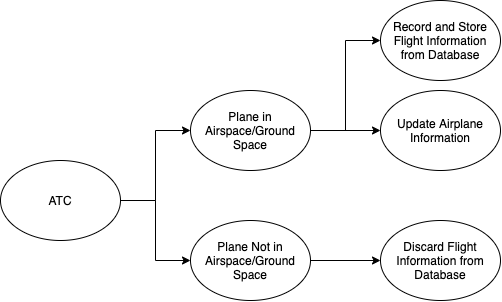 Record and Store
Flight Information
from Database
Plane in
Airspace/Ground
Space
Update Airplane
Information
ATC
Plane Not in
Airspace/Ground
Space
Discard Flight
Information from
Database